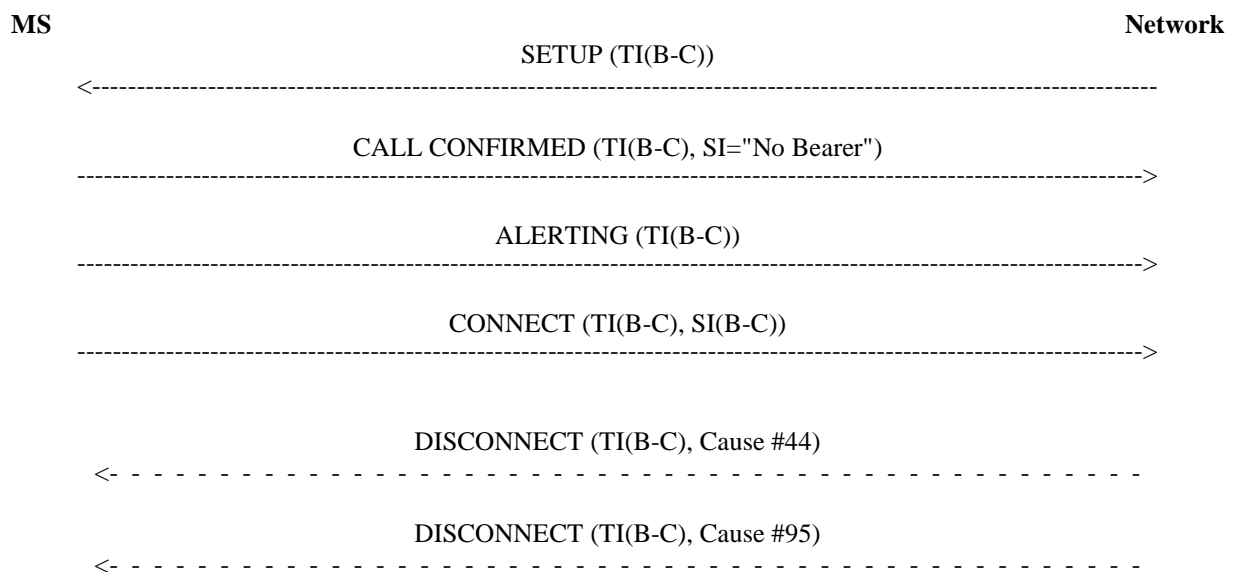 MS Network
SETUP (TI(B-C))
<-----------------------------------------------------------------------------------------------------------------------
CALL CONFIRMED (TI(B-C), SI="No Bearer")
----------------------------------------------------------------------------------------------------------------------->
ALERTING (TI(B-C))
----------------------------------------------------------------------------------------------------------------------->
CONNECT (TI(B-C), SI(B-C))
----------------------------------------------------------------------------------------------------------------------->
DISCONNECT (TI(B-C), Cause #44)
<- - - - - - - - - - - - - - - - - - - - - - - - - - - - - - - - - - - - - - - - - - - - - - - -
DISCONNECT (TI(B-C), Cause #95)
<- - - - - - - - - - - - - - - - - - - - - - - - - - - - - - - - - - - - - - - - - - - - - - - -